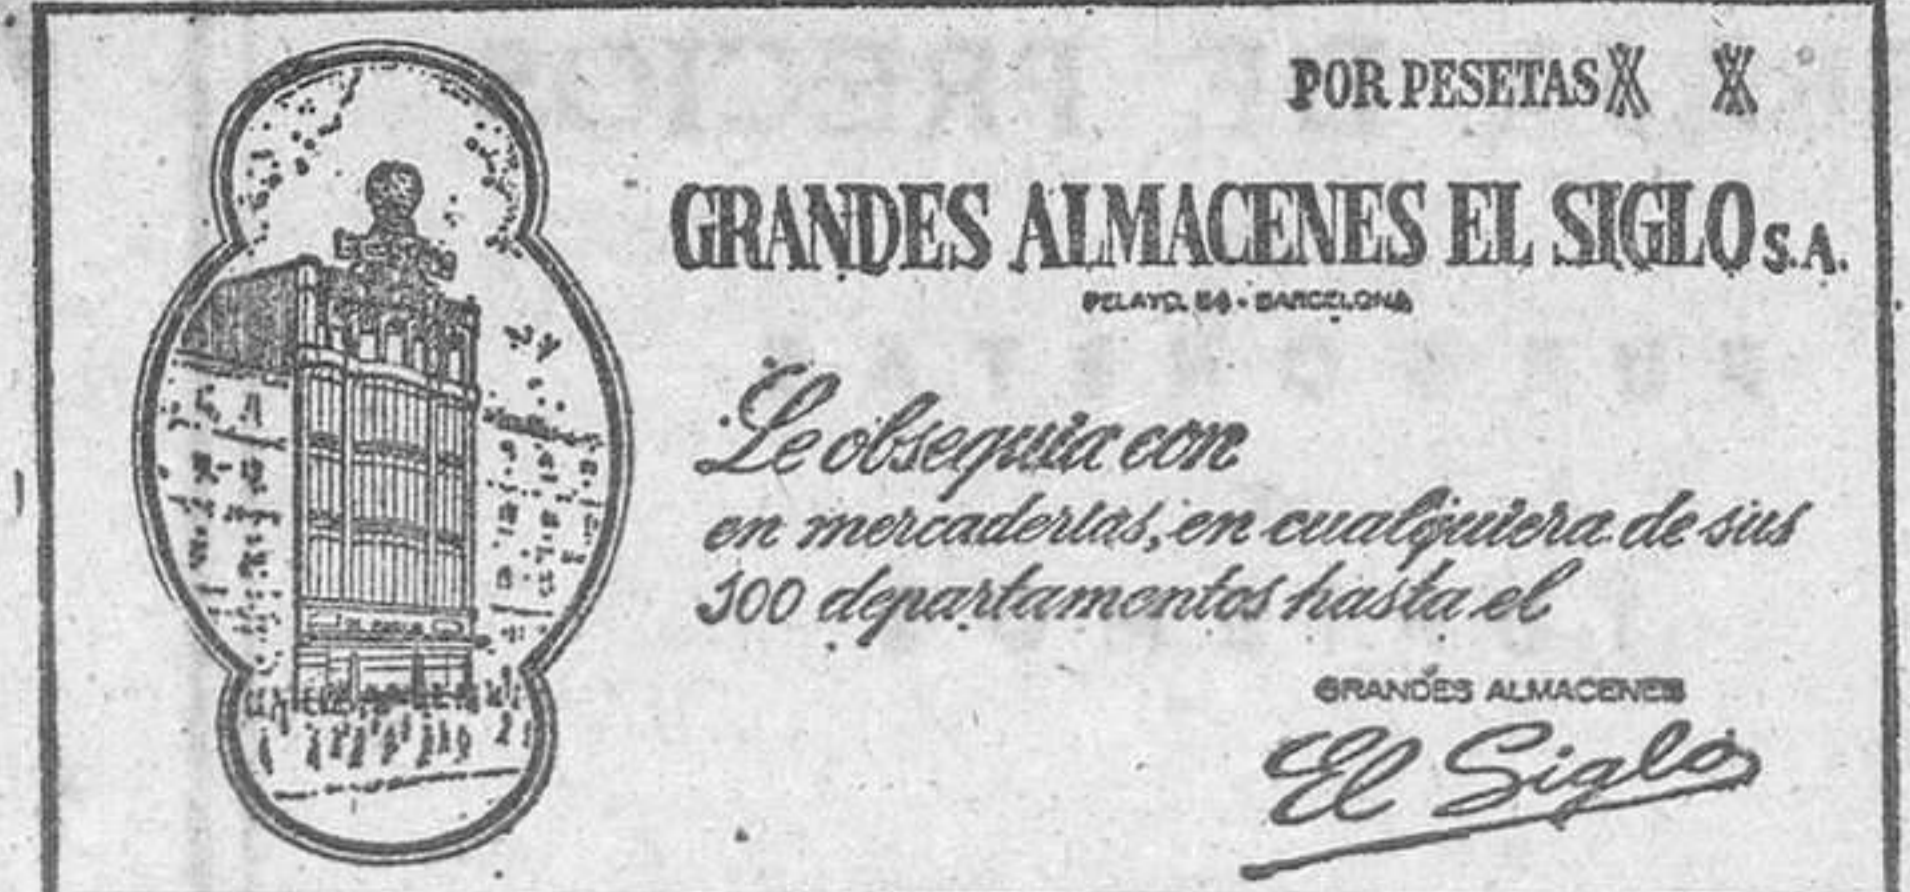 POR PESETAS
GRANDES ALMACENES EL SIGLO S.A.
PELAYO, 54 - BARCELONA
Le obsequia con
en mercaderías, en cualquiera de sus
100 departamentos hasta el
GRANDES ALMACENES
El Siglo